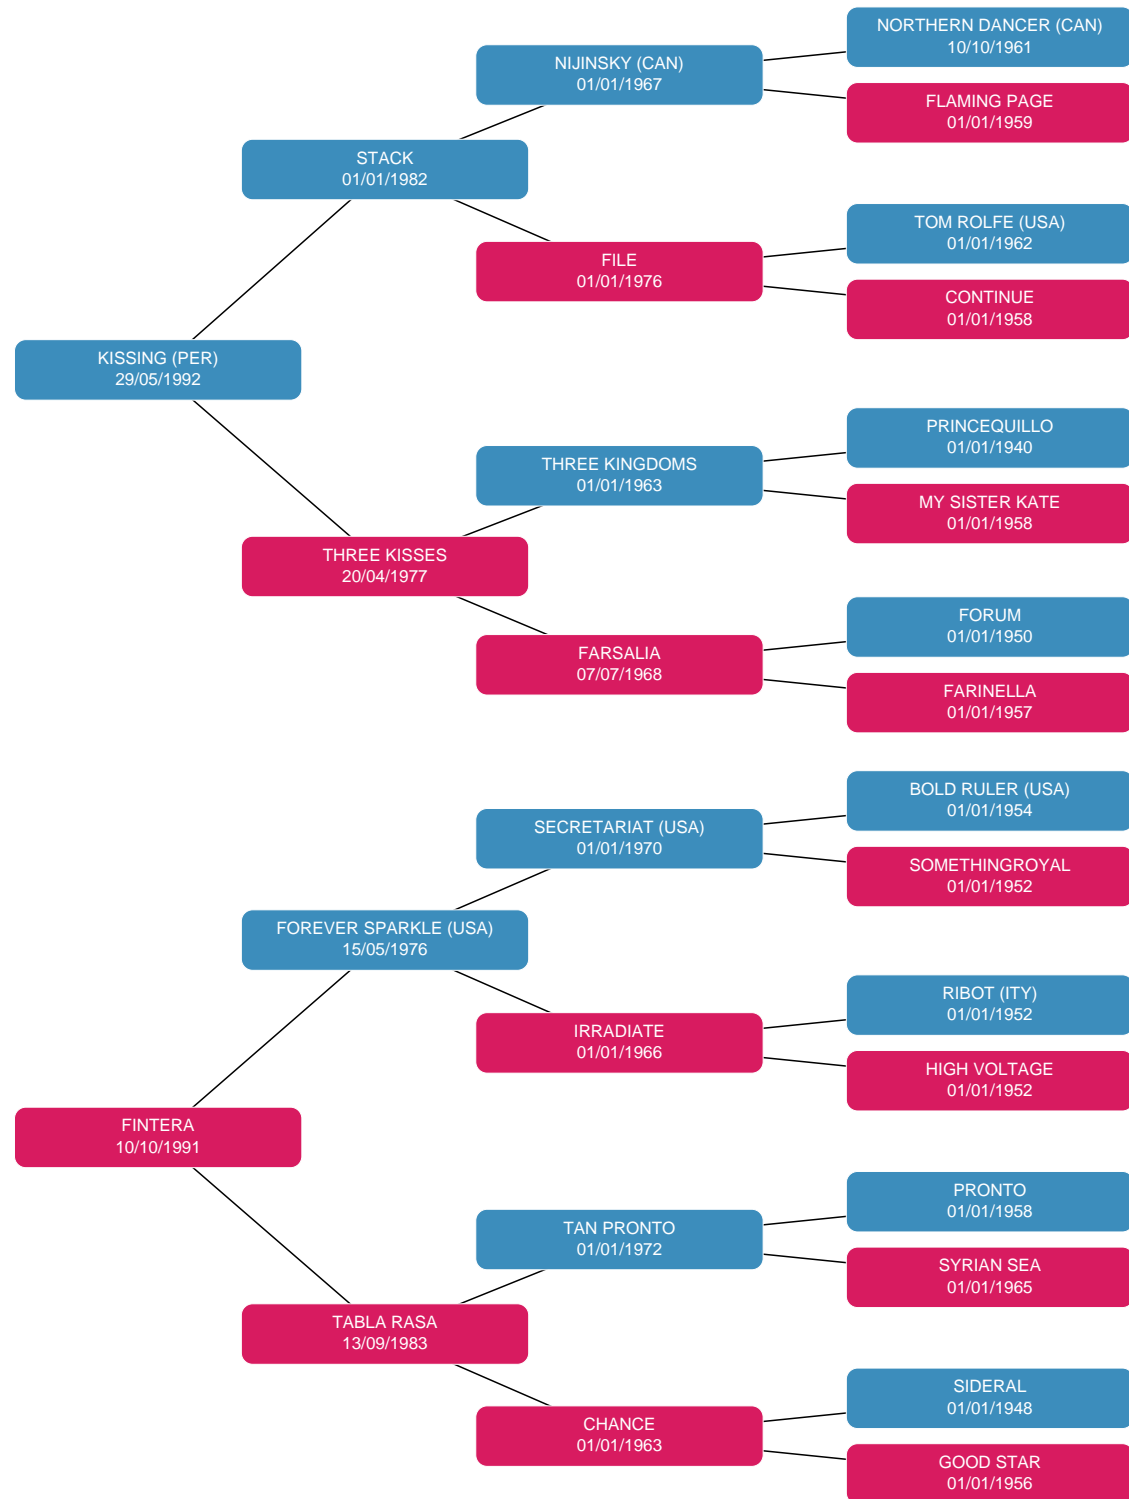 NORTHERN DANCER (CAN)
10/10/1961
NIJINSKY (CAN)
01/01/1967
FLAMING PAGE
01/01/1959
STACK
01/01/1982
TOM ROLFE (USA)
01/01/1962
FILE
01/01/1976
CONTINUE
01/01/1958
KISSING (PER)
29/05/1992
PRINCEQUILLO
01/01/1940
THREE KINGDOMS
01/01/1963
MY SISTER KATE
01/01/1958
THREE KISSES
20/04/1977
FORUM
01/01/1950
FARSALIA
07/07/1968
FARINELLA
01/01/1957
BOLD RULER (USA)
01/01/1954
SECRETARIAT (USA)
01/01/1970
SOMETHINGROYAL
01/01/1952
FOREVER SPARKLE (USA)
15/05/1976
RIBOT (ITY)
01/01/1952
IRRADIATE
01/01/1966
HIGH VOLTAGE
01/01/1952
FINTERA
10/10/1991
PRONTO
01/01/1958
TAN PRONTO
01/01/1972
SYRIAN SEA
01/01/1965
TABLA RASA
13/09/1983
SIDERAL
01/01/1948
CHANCE
01/01/1963
GOOD STAR
01/01/1956